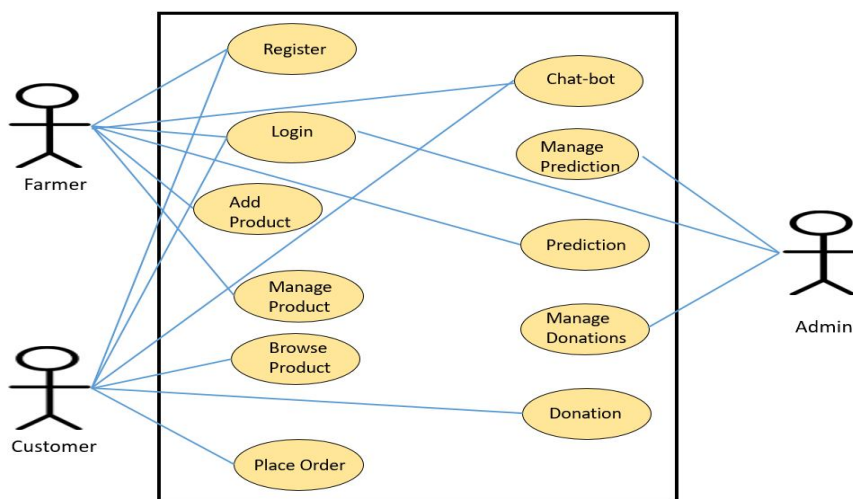 Register
Chat-bot
Login
Manage
Prediction
Farmer
Add
Product
Prediction
Manage
Product
Manage
Donations
Admin
Browse
Product
Donation
Customer
Place Order